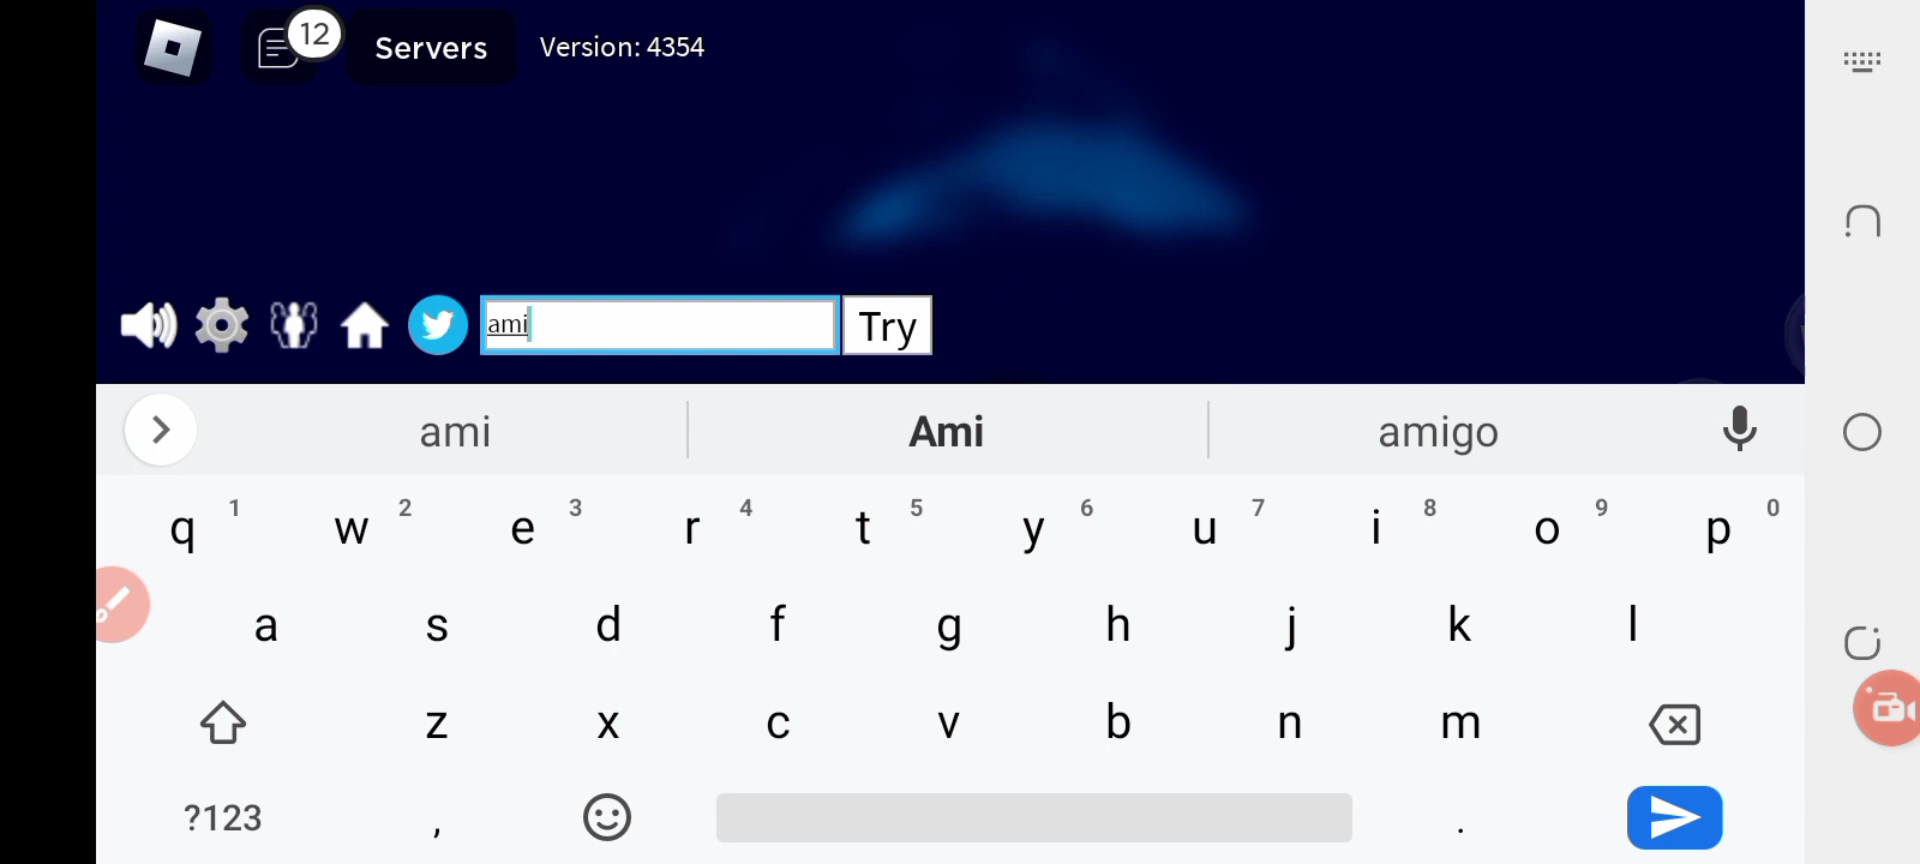 12 Servers Version: 4354
ami Try
ami Ami amigo
q 1 w 2 e 3 r 4 t 5 y 6 u 7 i 8 o 9 p 0
a s d f g h j k l
z x c v b n m
?123 , .